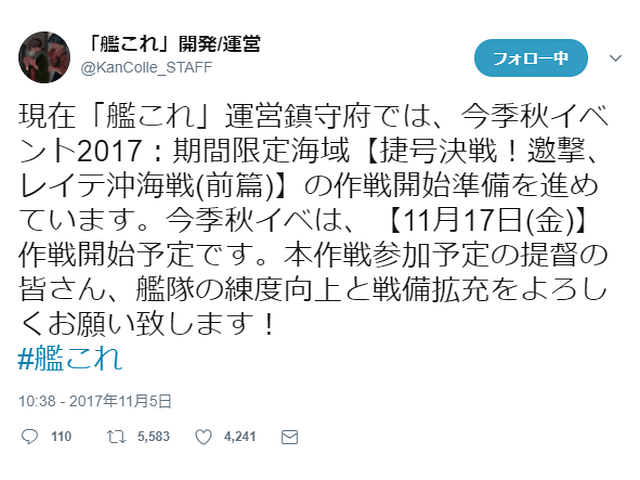 「艦これ」開発/運営
フォロー中
@KanColle_STAFF
現在「艦これ」運営鎮守府では、今季秋イベ
ント2017：期間限定海域【捷号決戦！邀撃、
レイテ沖海戦(前篇)】の作戦開始準備を進め
ています。今季秋イベは、【11月17日(金)】
作戦開始予定です。本作戦参加予定の提督の
皆さん、艦隊の練度向上と戦備拡充をよろし
くお願い致します！
#艦これ
10:38 - 2017年11月5日
110 5,583 4,241